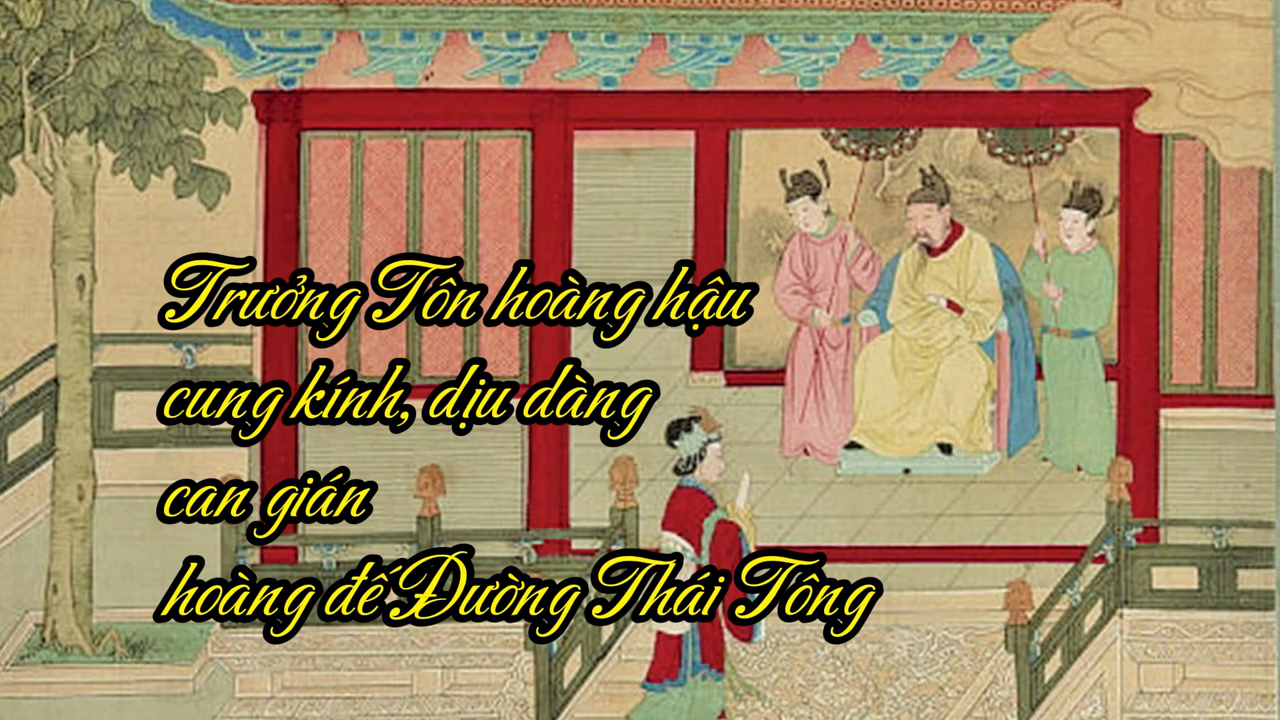 Trưởng Tôn hoàng hậu
cung kính, dịu dàng
can gián
hoàng đế Đường Thái Tông